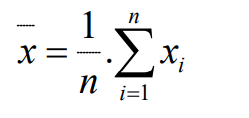 x̅ = 1/n . ∑_{i=1}^{n} x_i